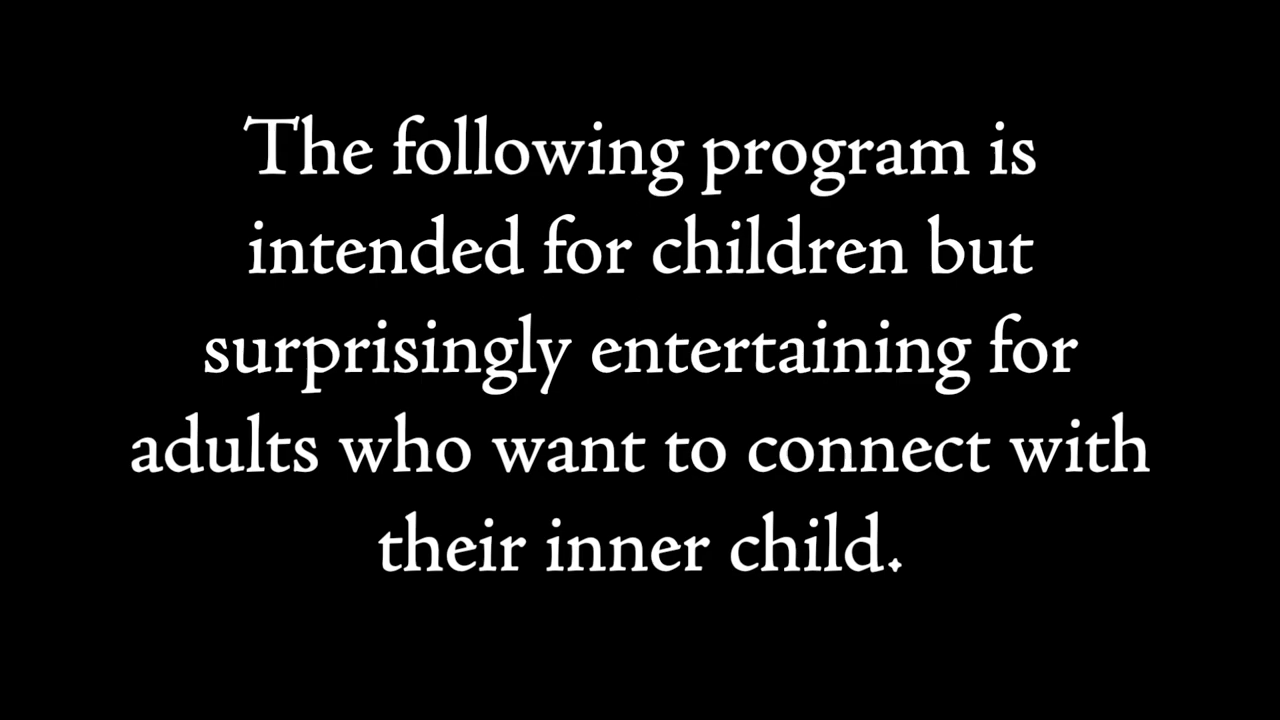 The following program is
intended for children but
surprisingly entertaining for
adults who want to connect with
their inner child.